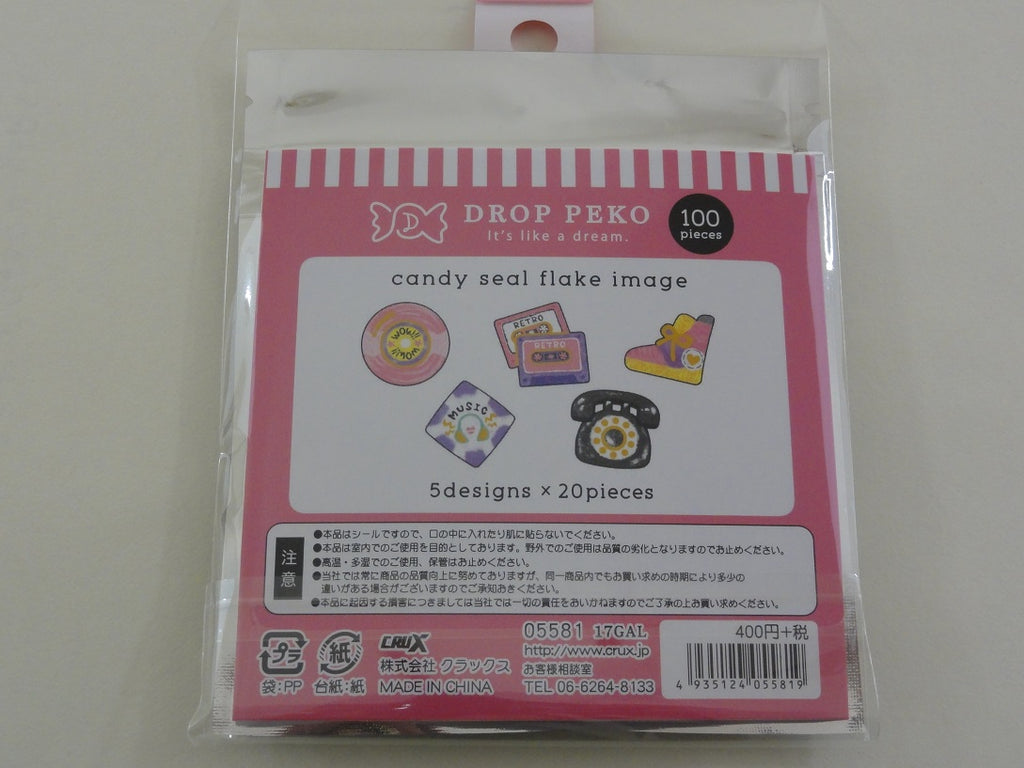 D
DROP PEKO
It's like a dream.
100
pieces
candy seal flake image
WOW!!
WOW!!
RETRO
RETRO
MUSIC
5designs × 20pieces
注意
●本品はシールですので、口の中に入れたり肌に貼らないでください。
●本品は室内でのご使用を目的としてあります。野外でのご使用は品質の劣化となりますのでお止めください。
●高温・多湿でのご使用、保管はお止めください。
●当社では常に商品の品質向上に努めておりますが、同一商品内でもお買い求めの時期により多少の
違いがある場合がございますのでご承知おきください。
●本品に起因する損害につきましては当社では一切の責任をおいかねますのでご了承の上お買い求めください。
プラ
袋:PP
紙
台紙:紙
CRUX
株式会社 クラックス
MADE IN CHINA
05581 17GAL
http://www.crux.jp
お客様相談室
TEL 06-6264-8133
400円+税
4 935124 055819